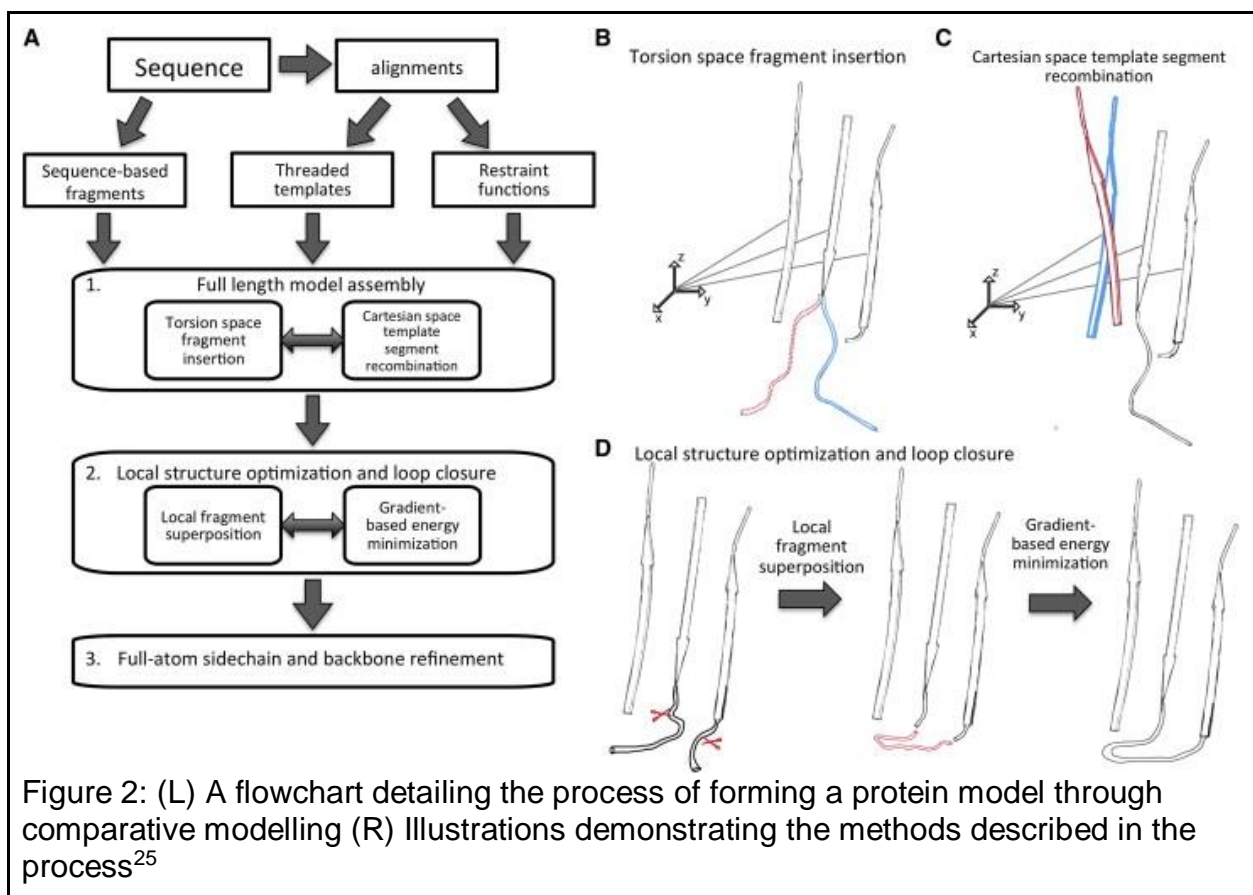 A
Sequence
alignments
Sequence-based
fragments
Threaded
templates
Restraint
functions
1.
Full length model assembly
Torsion space
fragment
insertion
Cartesian space
template
segment
recombination
2. Local structure optimization and loop closure
Local fragment
superposition
Gradient-
based energy
minimization
3. Full-atom sidechain and backbone refinement
B
Torsion space fragment insertion
z
y
x
C
Cartesian space template segment
recombination
z
y
x
D
Local structure optimization and loop closure
Local
fragment
superposition
Gradient-
based energy
minimization
Figure 2: (L) A flowchart detailing the process of forming a protein model through
comparative modelling (R) Illustrations demonstrating the methods described in the
process25